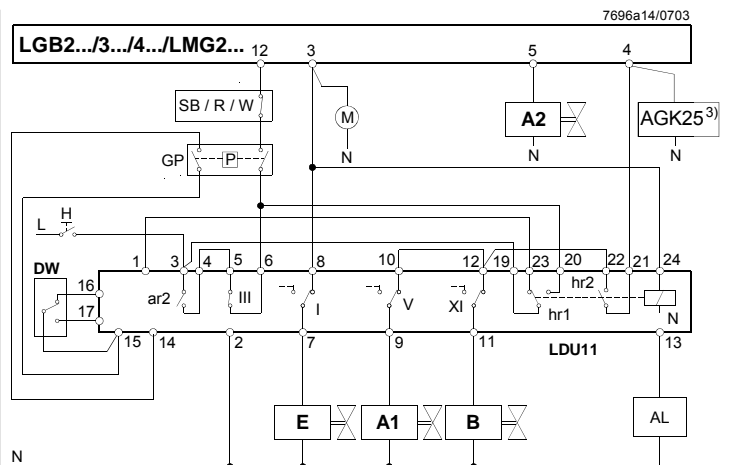 7696a14/0703
LGB2.../3.../4.../LMG2...
12 3 5 4
SB / R / W
M
A2
AGK25³⁾
GP P
N N N
L H
1 3 4 5 6 8 10 12 19 23 20 22 21 24
DW
16
ar2 III I V XI hr2
hr1
17
N
15 14 2 7 9 11 LDU11 13
E A1 B AL
N